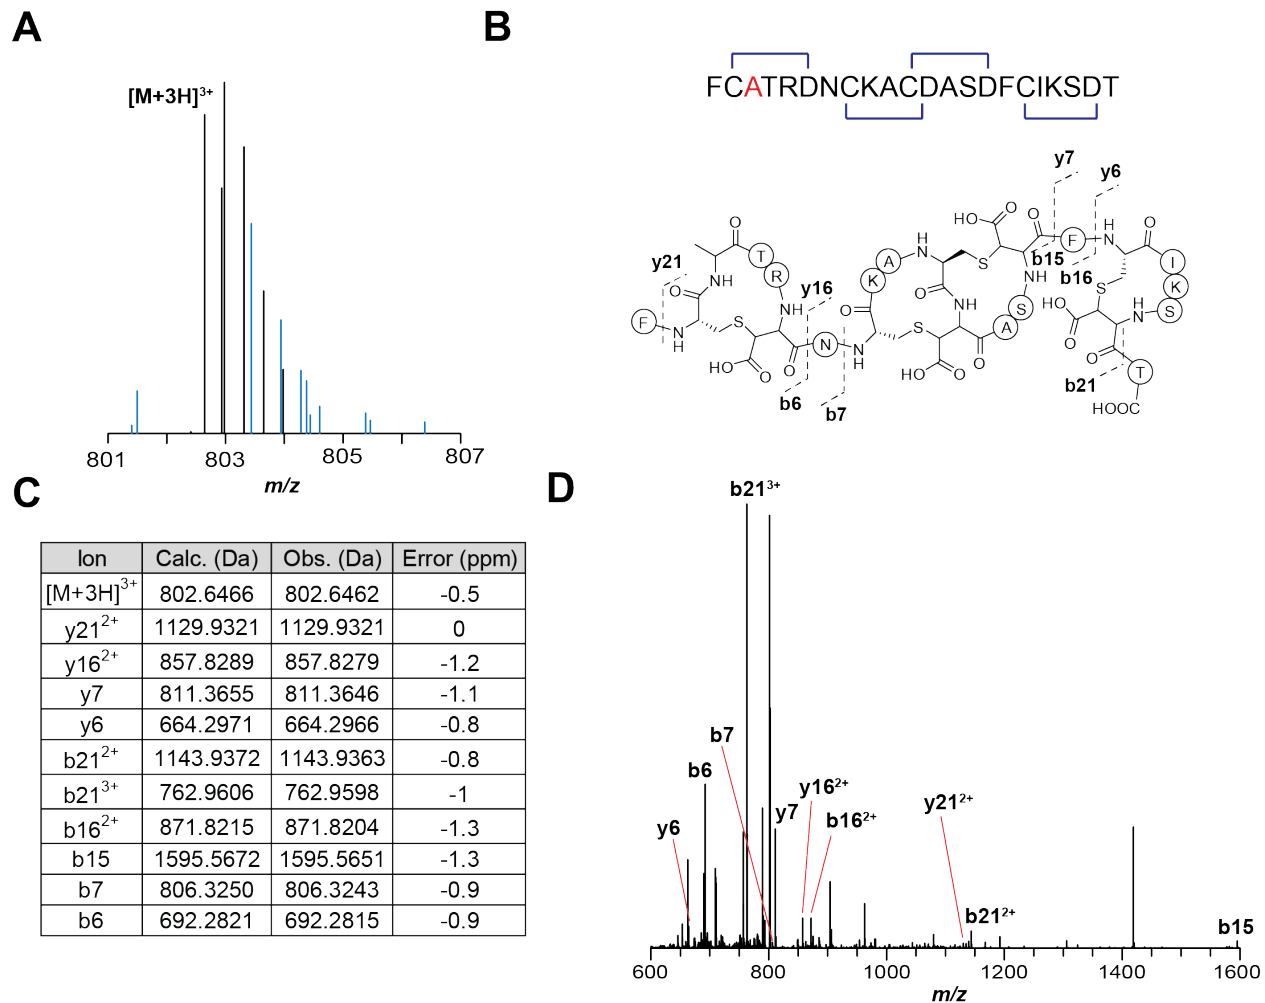 A
[M+3H]3+
801
803
805
807
m/z
B
FCATRDNCKACDASDFCIKSDT
y7
y6
y21
y16
b15
b16
b6
b7
b21
O
T
R
NH
NH
O
F
N
H
S
O
HO
O
O
N
N
H
O
K
A
H
N
O
S
NH
HO
O
O
A
S
NH
S
HO
O
O
F
H
N
O
I
K
S
S
N
H
HO
O
O
T
HOOC
C
Ion Calc. (Da) Obs. (Da) Error (ppm)
[M+3H]3+ 802.6466 802.6462 -0.5
y212+ 1129.9321 1129.9321 0
y162+ 857.8289 857.8279 -1.2
y7 811.3655 811.3646 -1.1
y6 664.2971 664.2966 -0.8
b212+ 1143.9372 1143.9363 -0.8
b213+ 762.9606 762.9598 -1
b162+ 871.8215 871.8204 -1.3
b15 1595.5672 1595.5651 -1.3
b7 806.3250 806.3243 -0.9
b6 692.2821 692.2815 -0.9
D
b213+
b7
b6
y6
y7
y162+
b162+
y212+
b212+
b15
600
800
1000
1200
1400
1600
m/z